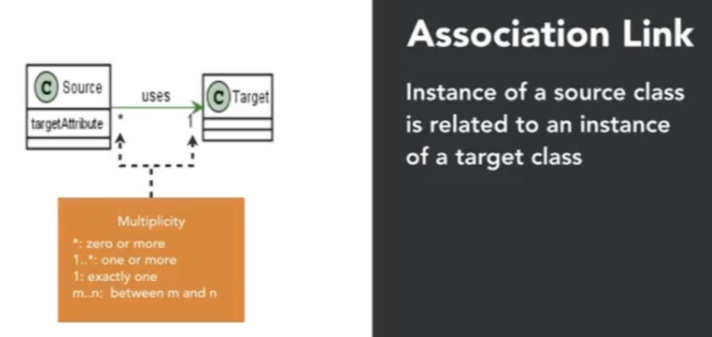 Association Link
Instance of a source class
is related to an instance
of a target class
C Source
targetAttribute
uses
* 1
C Target
Multiplicity
*: zero or more
1..*: one or more
1: exactly one
m..n: between m and n